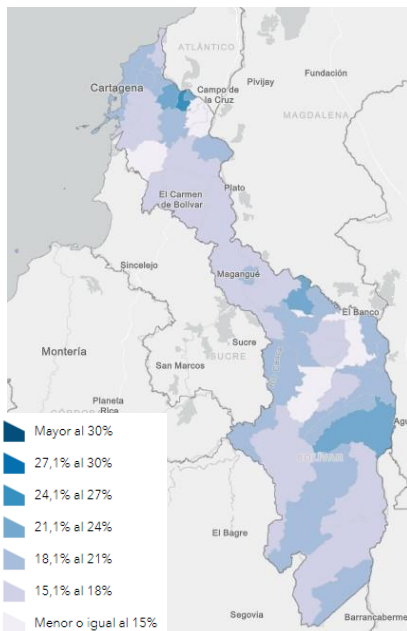 ATLÁNTICO
Cartagena
Campo de
la Cruz
Pivijay
Fundación
MAGDALENA
El Carmen
de Bolívar
Plato
Sincelejo
Magangué
El Banco
Montería
Sucre
SUCRE
San Marcos
Planeta
Rica
CÓRDOBA
Agu
BOLÍVAR
El Bagre
Segovia
Barrancaberme
Mayor al 30%
27,1% al 30%
24,1% al 27%
21,1% al 24%
18,1% al 21%
15,1% al 18%
Menor o igual al 15%